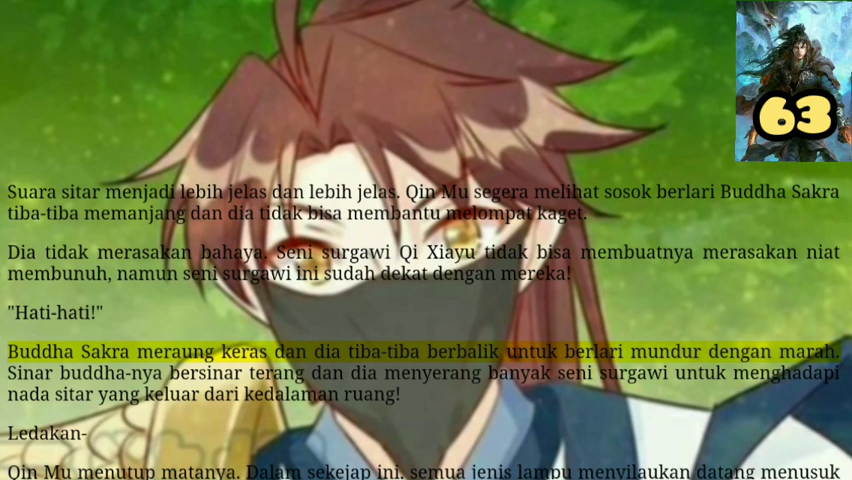 63
Suara sitar menjadi lebih jelas dan lebih jelas. Qin Mu segera melihat sosok berlari Buddha Sakra
tiba-tiba memanjang dan dia tidak bisa membantu melompat kaget.
Dia tidak merasakan bahaya. Seni surgawi Qi Xiayu tidak bisa membuatnya merasakan niat
membunuh, namun seni surgawi ini sudah dekat dengan mereka!
"Hati-hati!"
Buddha Sakra meraung keras dan dia tiba-tiba berbalik untuk berlari mundur dengan marah.
Sinar buddha-nya bersinar terang dan dia menyerang banyak seni surgawi untuk menghadapi
nada sitar yang keluar dari kedalaman ruang!
Ledakan-
Qin Mu menutup matanya. Dalam sekejap ini, semua jenis lampu menyilaukan datang menusuk